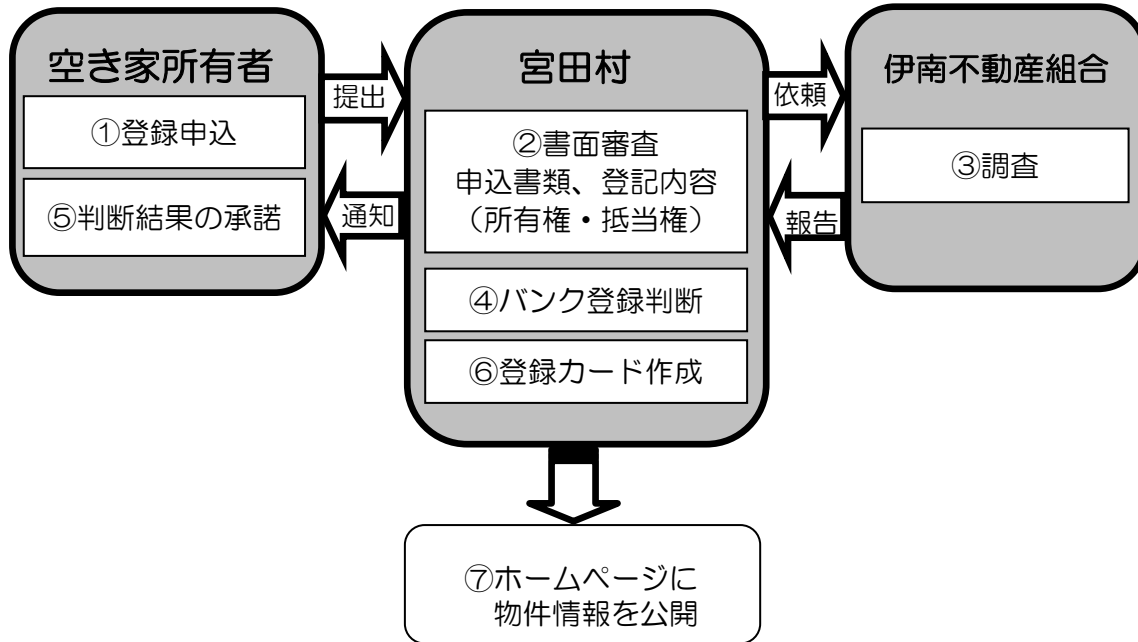 空き家所有者
①登録申込
⑤判断結果の承諾
提出
通知
宮田村
②書面審査
申込書類、登記内容
（所有権・抵当権）
④バンク登録判断
⑥登録カード作成
依頼
報告
伊南不動産組合
③調査
⑦ホームページに
物件情報を公開